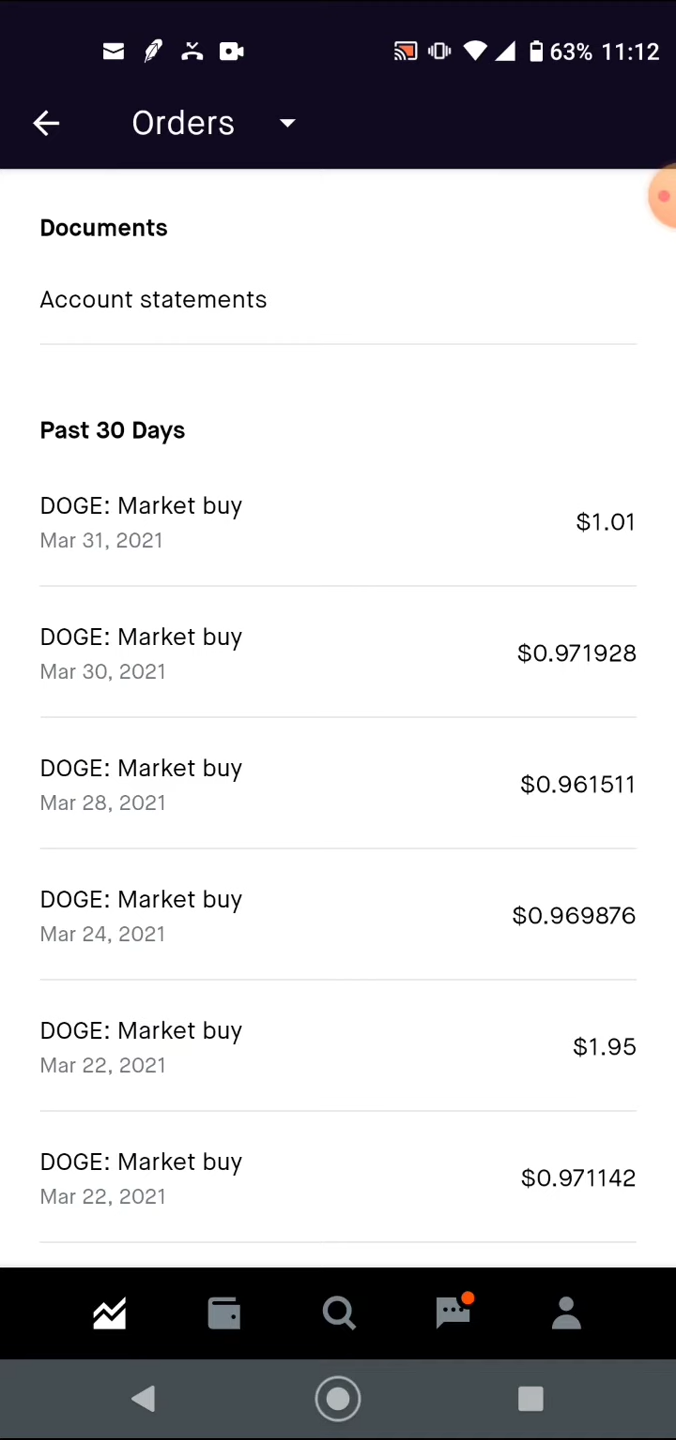 63% 11:12
Orders
Documents
Account statements
Past 30 Days
DOGE: Market buy
$1.01
Mar 31, 2021
DOGE: Market buy
$0.971928
Mar 30, 2021
DOGE: Market buy
$0.961511
Mar 28, 2021
DOGE: Market buy
$0.969876
Mar 24, 2021
DOGE: Market buy
$1.95
Mar 22, 2021
DOGE: Market buy
$0.971142
Mar 22, 2021